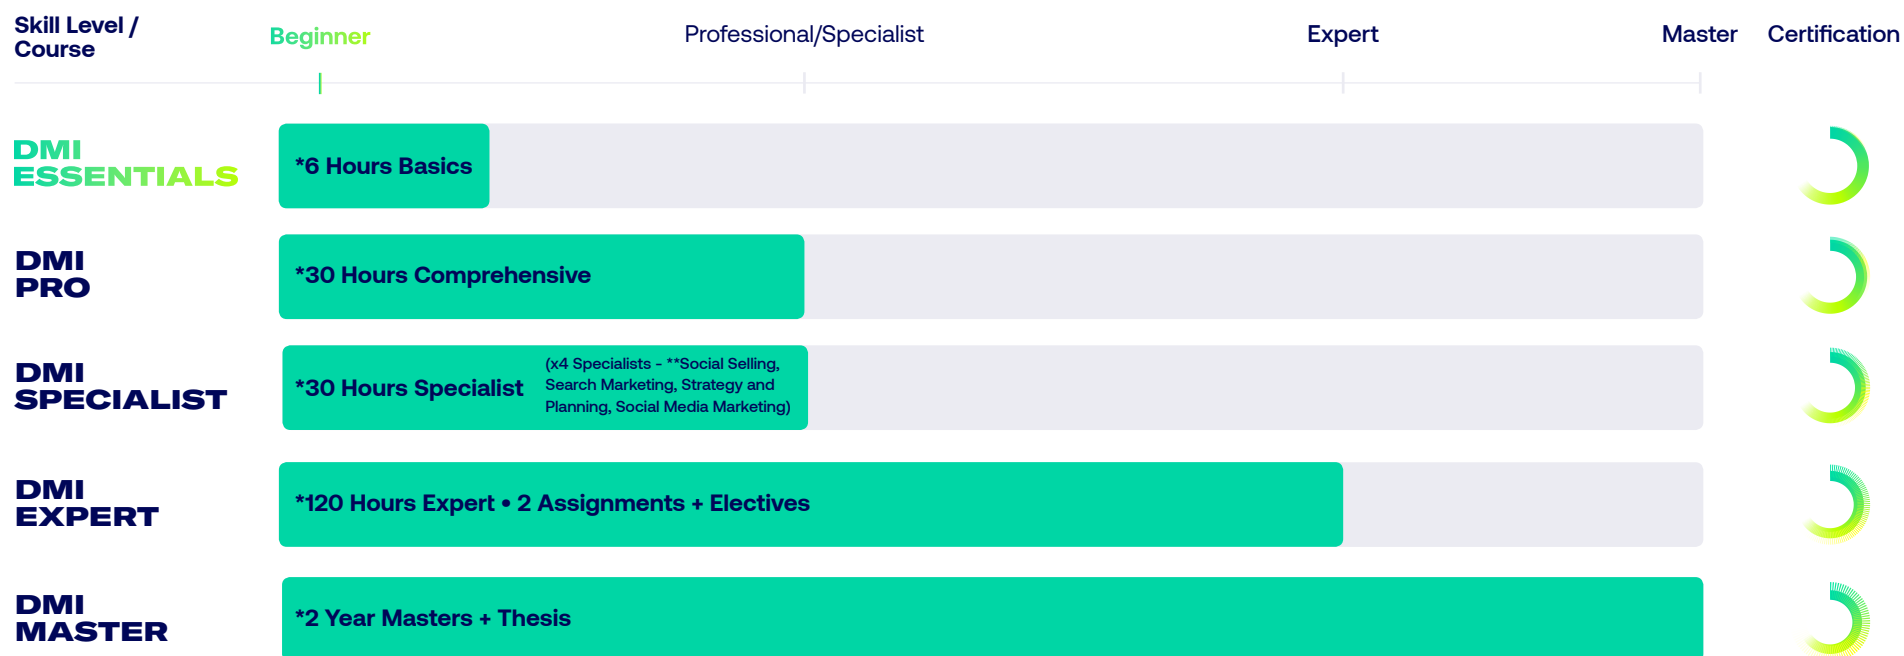 Skill Level /
Course
Beginner
Professional/Specialist
Expert
Master
Certification
DMI
ESSENTIALS
*6 Hours Basics
DMI
PRO
*30 Hours Comprehensive
DMI
SPECIALIST
*30 Hours Specialist
(x4 Specialists - **Social Selling,
Search Marketing, Strategy and
Planning, Social Media Marketing)
DMI
EXPERT
*120 Hours Expert • 2 Assignments + Electives
DMI
MASTER
*2 Year Masters + Thesis